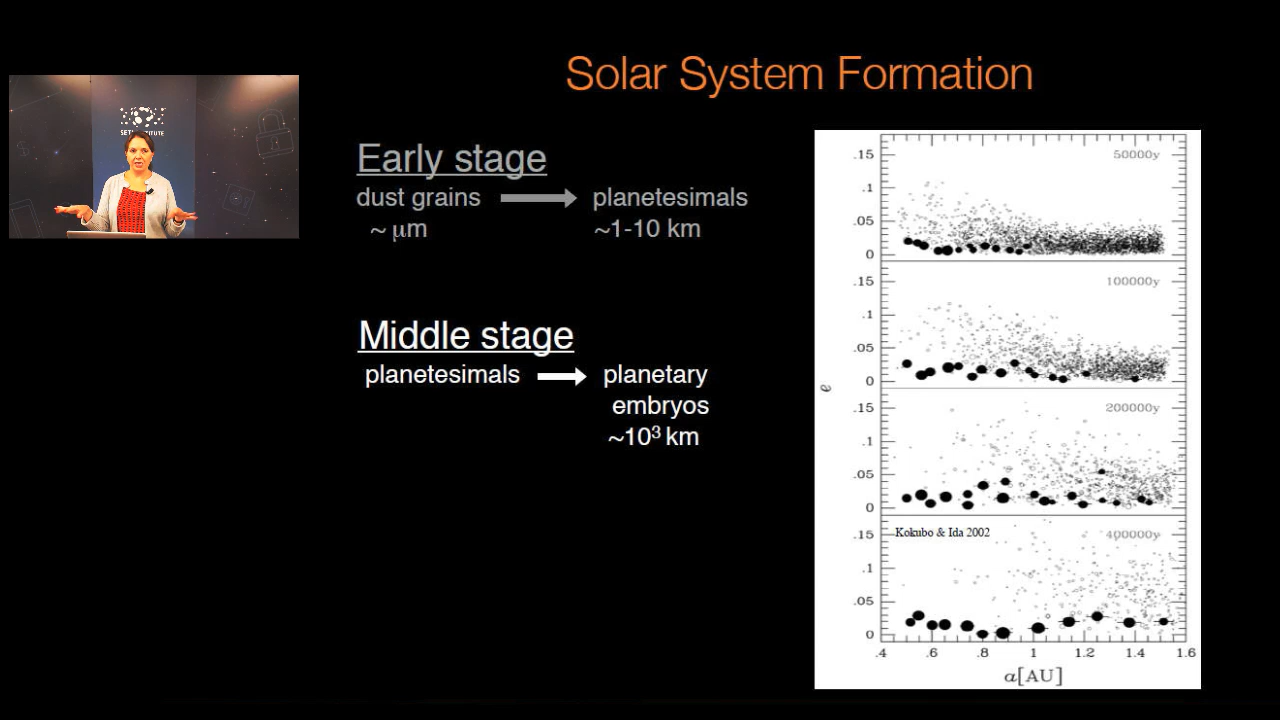 Solar System Formation
SETI INSTITUTE
Early stage
dust grains
planetesimals
~ μm
~1-10 km
Middle stage
planetesimals
planetary
embryos
~10³ km
50000y
.15
.1
.05
0
100000y
.15
.1
.05
0
200000y
.15
.1
.05
0
Kokubo & Ida 2002
400000y
.15
.1
.05
0
e
.4 .6 .8 1 1.2 1.4 1.6
a[AU]